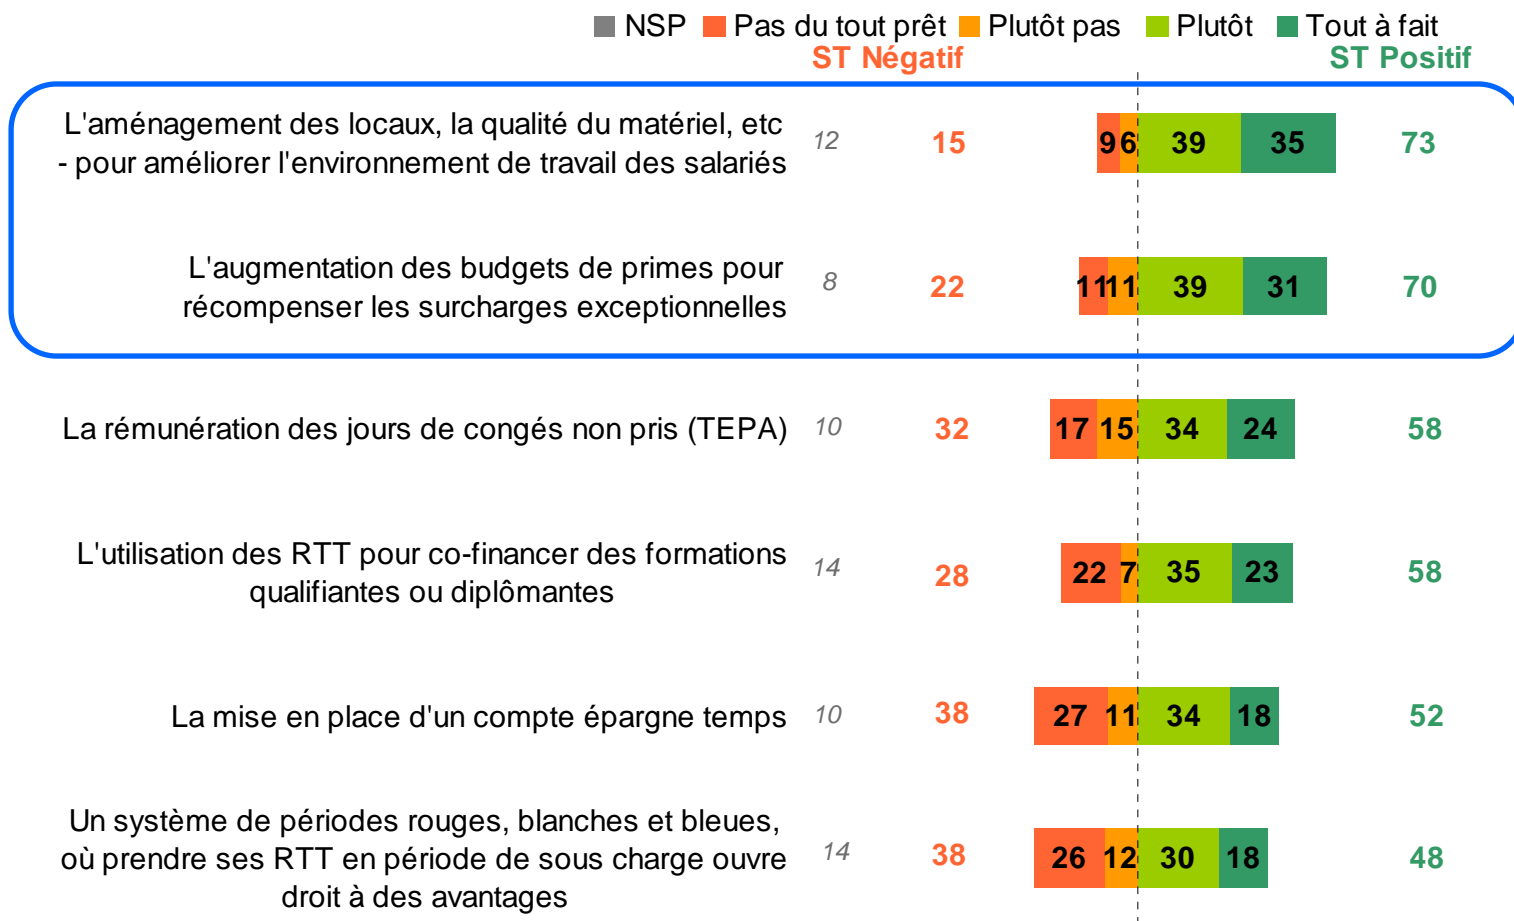 NSP Pas du tout prêt Plutôt pas Plutôt Tout à fait
ST Négatif ST Positif
L'aménagement des locaux, la qualité du matériel, etc
- pour améliorer l'environnement de travail des salariés
12 15 9 6 39 35 73
L'augmentation des budgets de primes pour
récompenser les surcharges exceptionnelles
8 22 11 11 39 31 70
La rémunération des jours de congés non pris (TEPA) 10 32 17 15 34 24 58
L'utilisation des RTT pour co-financer des formations
qualifiantes ou diplômantes
14 28 22 7 35 23 58
La mise en place d'un compte épargne temps 10 38 27 11 34 18 52
Un système de périodes rouges, blanches et bleues,
où prendre ses RTT en période de sous charge ouvre
droit à des avantages
14 38 26 12 30 18 48